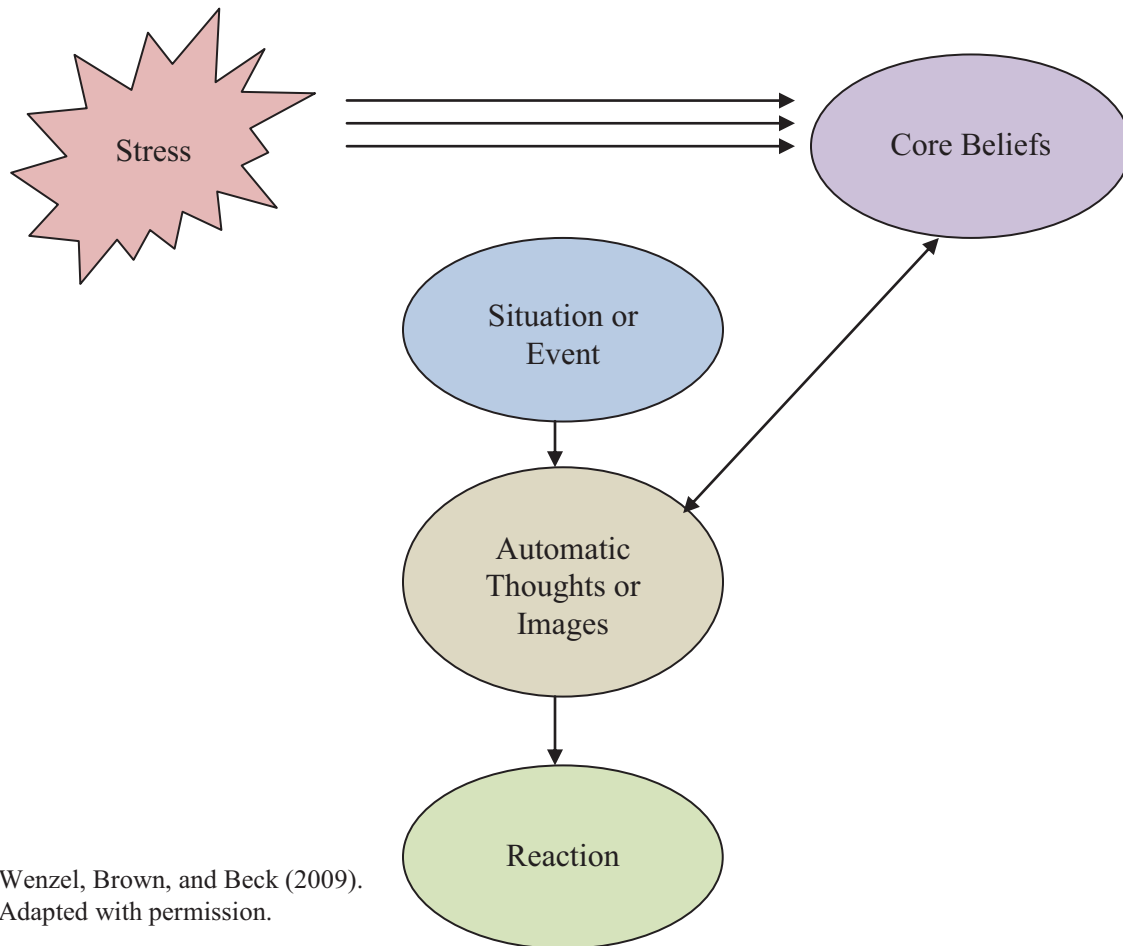 Stress
Core Beliefs
Situation or
Event
Automatic
Thoughts or
Images
Reaction
Wenzel, Brown, and Beck (2009).
Adapted with permission.